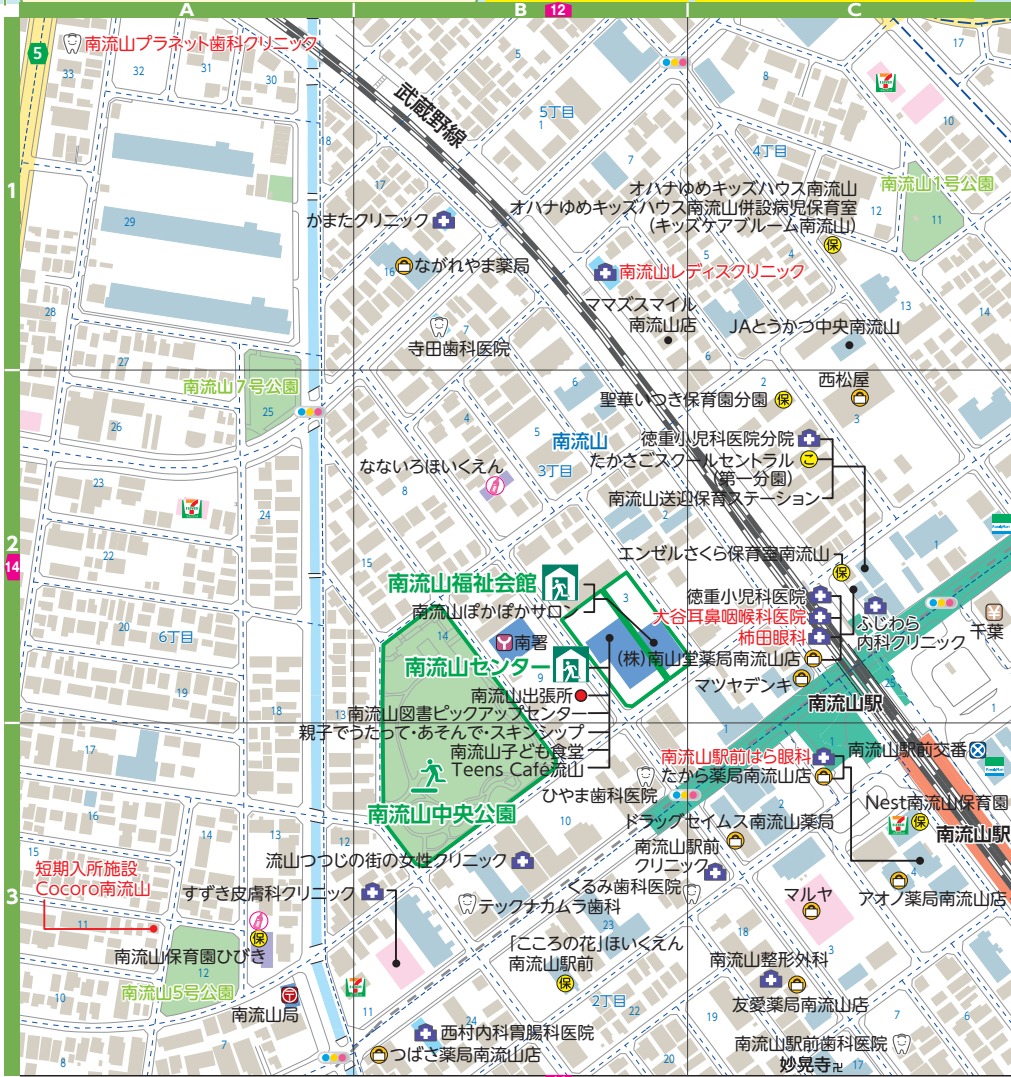 A
B
C
12
5
南流山プラネット歯科クリニック
33
32
31
30
5
17
8
武蔵野線
5丁目
1
10
18
4丁目
7
17
1
オハナゆめキッズハウス南流山
オハナゆめキッズハウス南流山併設病児保育室
(キッズケアブルーム南流山)
保
南流山1号公園
12
11
29
かまたクリニック
16
ながれやま薬局
南流山レディスクリニック
5
4
28
ママズスマイル
南流山店
JAとうかつ中央南流山
13
14
7
寺田歯科医院
6
27
南流山7号公園
25
26
6
2
西松屋
聖華いつき保育園分園
保
3
4
5
南流山
3丁目
徳重小児科医院分院
たかさごスクールセントラル
(第一分園)
こ
南流山送迎保育ステーション
なないろほいくえん
8
23
24
2
2
14
22
15
エンゼルさくら保育室南流山
保
1
南流山福祉会館
南流山ぽかぽかサロン
3
徳重小児科医院
大谷耳鼻咽喉科医院
柿田眼科
ふじわら
内科クリニック
千葉
20
6丁目
14
南署
(株)南山堂薬局南流山店
マツヤデンキ
南流山センター
9
19
南流山出張所
南流山図書ピックアップセンター
18
13
南流山駅
25
1
親子でうたって・あそんで・スキンシップ
南流山子ども食堂
Teens Café流山
17
1
1
南流山駅前はら眼科
たから薬局南流山店
南流山駅前交番
FamilyMart
ひやま歯科医院
南流山中央公園
16
2
2
Nest南流山保育園
保
南流山駅
ドラッグセイムス南流山薬局
10
14
13
12
15
南流山駅前
クリニック
流山つつじの街の女性クリニック
3
短期入所施設
Cocoro南流山
すずき皮膚科クリニック
くるみ歯科医院
マルヤ
4
アオノ薬局南流山店
テックナカムラ歯科
11
23
南流山保育園ひびき
保
12
南流山5号公園
「こころの花」ほいくえん
南流山駅前
保
18
3
南流山整形外科
10
南流山局
11
2丁目
22
19
友愛薬局南流山店
7
6
24
西村内科胃腸科医院
つばさ薬局南流山店
8
7
20
南流山駅前歯科医院
妙晃寺
17